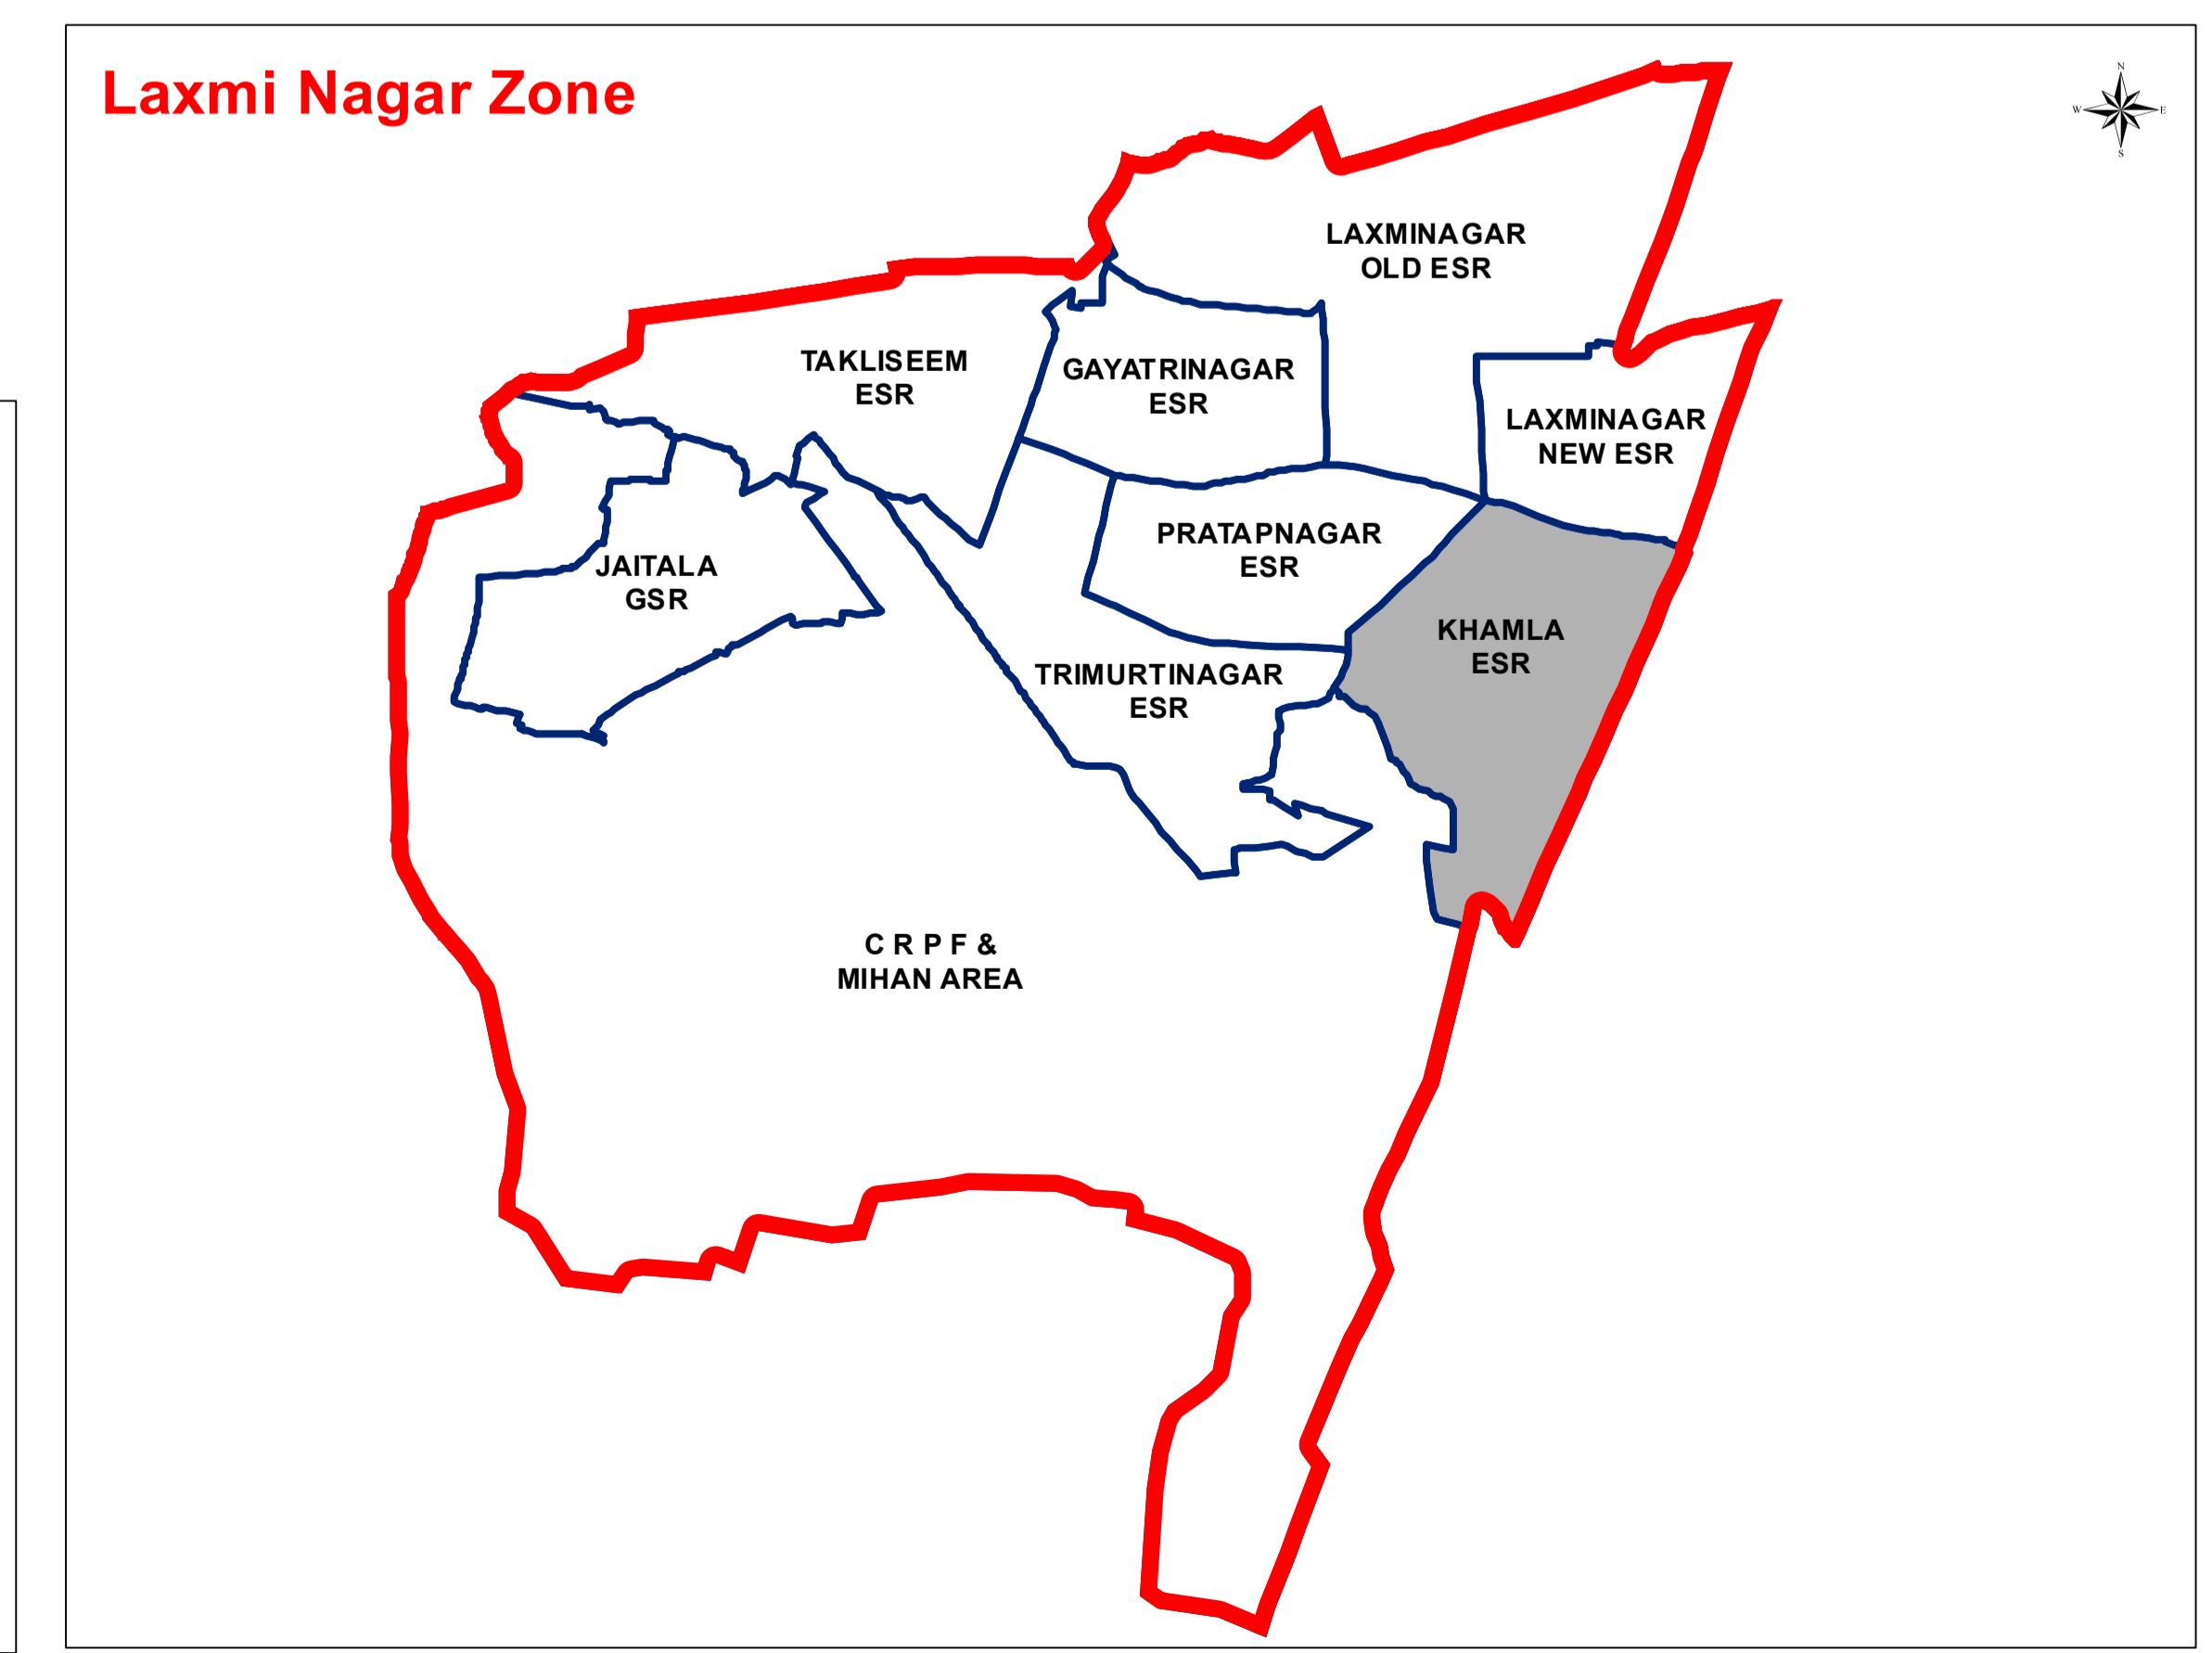 Laxmi Nagar Zone
N
W E
S
LAXMINAGAR
OLD ESR
TAKLISEEM
ESR
GAYATRINAGAR
ESR
LAXMINAGAR
NEW ESR
PRATAPNAGAR
ESR
JAITALA
GSR
KHAMLA
ESR
TRIMURTINAGAR
ESR
C R P F &
MIHAN AREA